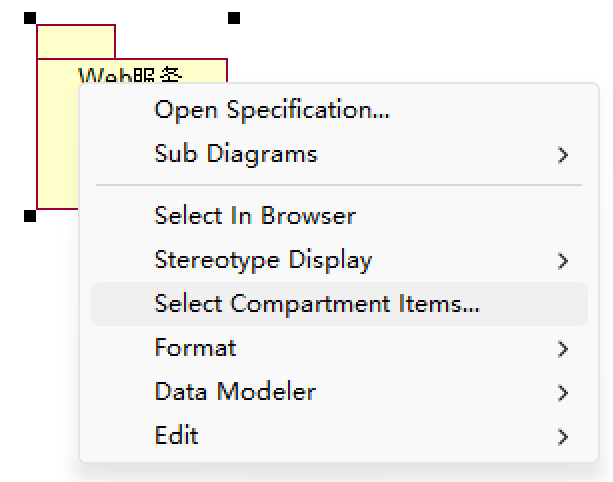 Web服务
Open Specification...
Sub Diagrams
Select In Browser
Stereotype Display
Select Compartment Items...
Format
Data Modeler
Edit